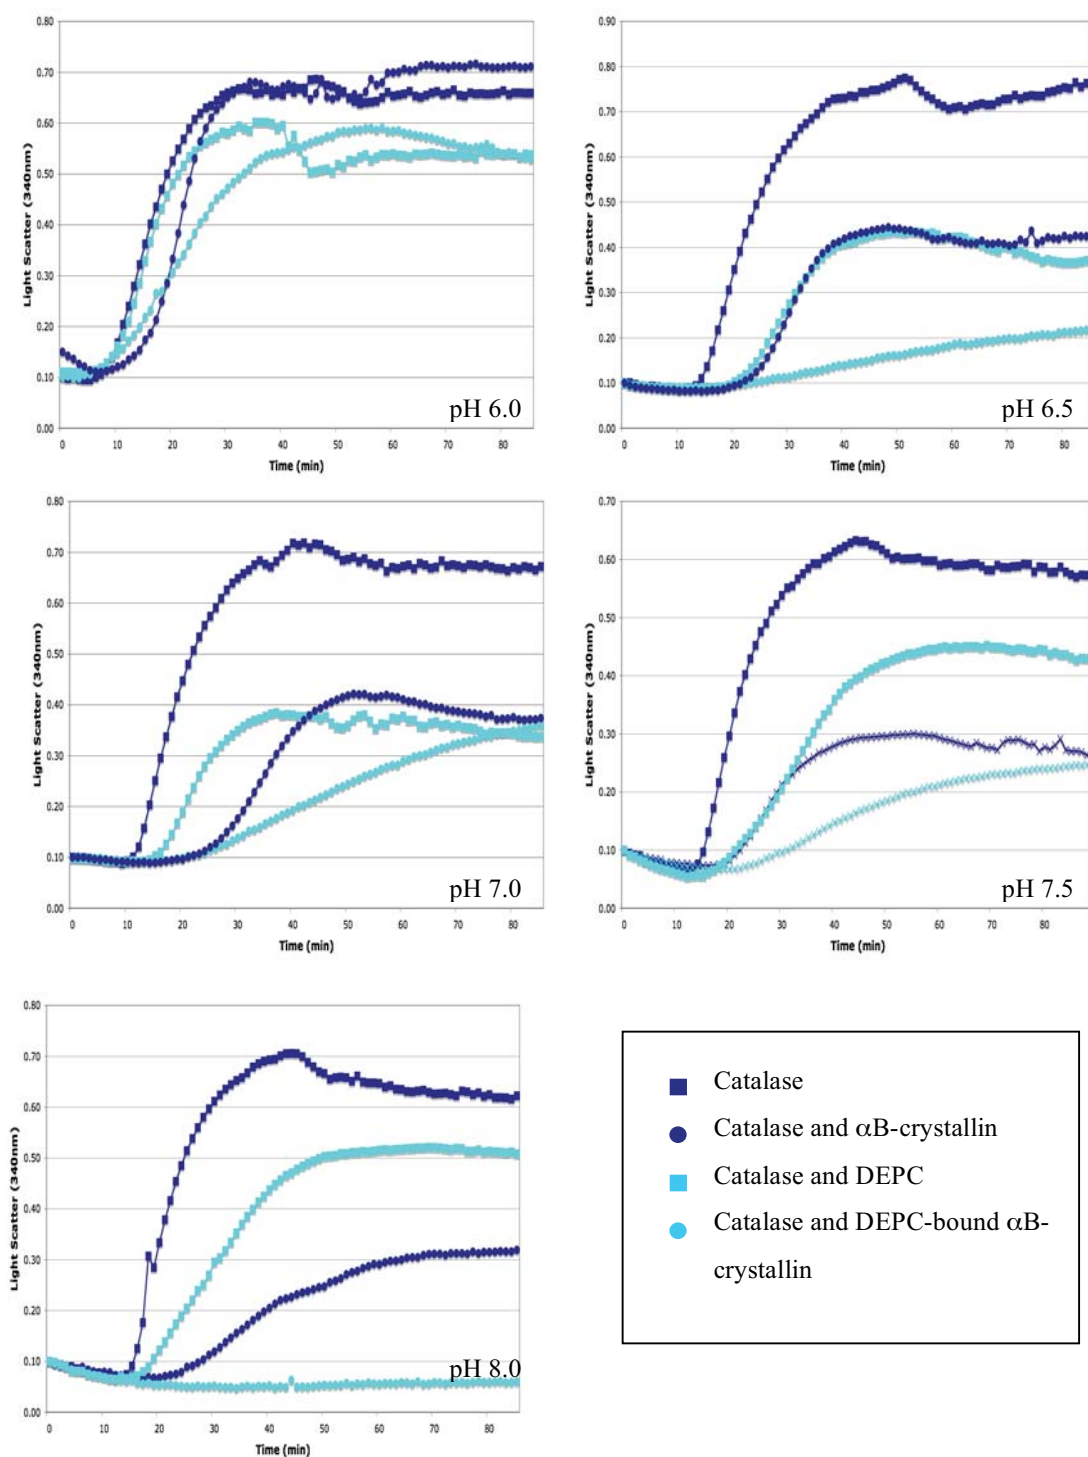 0.80
0.70
0.60
0.50
0.40
0.30
0.20
0.10
0.00
Light Scatter (340nm)
0 10 20 30 40 50 60 70 80
Time (min)
pH 6.0
0.90
0.80
0.70
0.60
0.50
0.40
0.30
0.20
0.10
0.00
Light Scatter (340nm)
0 10 20 30 40 50 60 70 80
Time (min)
pH 6.5
0.80
0.70
0.60
0.50
0.40
0.30
0.20
0.10
0.00
Light Scatter (340nm)
0 10 20 30 40 50 60 70 80
Time (min)
pH 7.0
0.70
0.60
0.50
0.40
0.30
0.20
0.10
0.00
Light Scatter (340nm)
0 10 20 30 40 50 60 70 80
Time (min)
pH 7.5
0.80
0.70
0.60
0.50
0.40
0.30
0.20
0.10
0.00
Light Scatter (340nm)
0 10 20 30 40 50 60 70 80
Time (min)
pH 8.0
Catalase
Catalase and αB-crystallin
Catalase and DEPC
Catalase and DEPC-bound αB-
crystallin